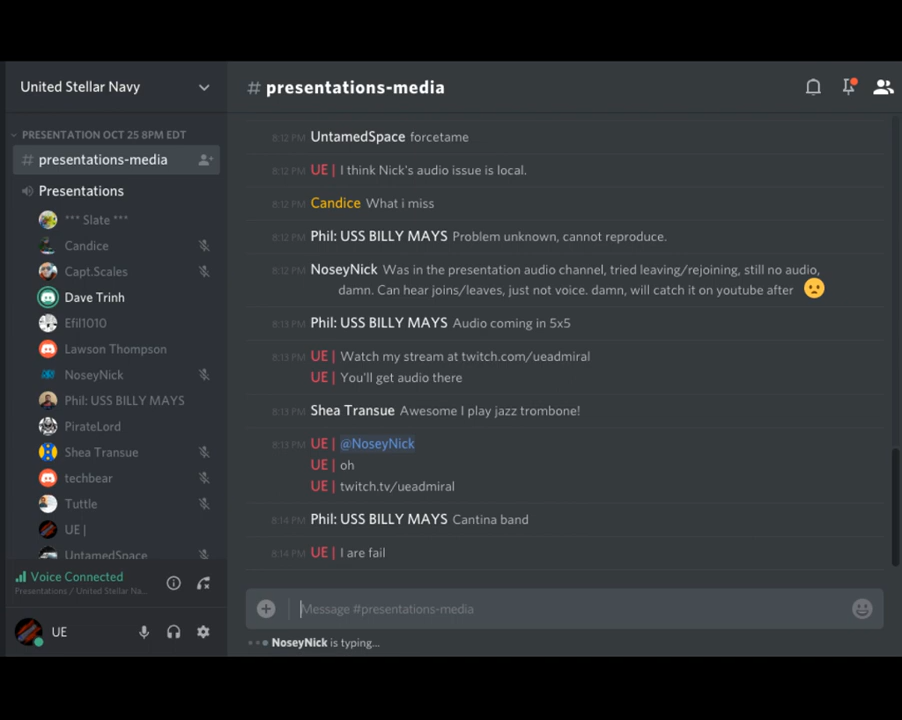 United Stellar Navy
# presentations-media
PRESENTATION OCT 25 8PM EDT
# presentations-media
Presentations
*** Slate ***
Candice
Capt.Scales
Dave Trinh
Efil1010
Lawson Thompson
NoseyNick
Phil: USS BILLY MAYS
PirateLord
Shea Transue
techbear
Tuttle
UE |
UntamedSpace
Voice Connected
Presentations / United Stellar Na...
UE
8:12 PM UntamedSpace forcetame
8:12 PM UE | I think Nick's audio issue is local.
8:12 PM Candice What i miss
8:12 PM Phil: USS BILLY MAYS Problem unknown, cannot reproduce.
8:12 PM NoseyNick Was in the presentation audio channel, tried leaving/rejoining, still no audio,
damn. Can hear joins/leaves, just not voice. damn, will catch it on youtube after
8:13 PM Phil: USS BILLY MAYS Audio coming in 5x5
8:13 PM UE | Watch my stream at twitch.com/ueadmiral
UE | You'll get audio there
8:13 PM Shea Transue Awesome I play jazz trombone!
8:13 PM UE | @NoseyNick
UE | oh
UE | twitch.tv/ueadmiral
8:14 PM Phil: USS BILLY MAYS Cantina band
8:14 PM UE | I are fail
Message #presentations-media
NoseyNick is typing...